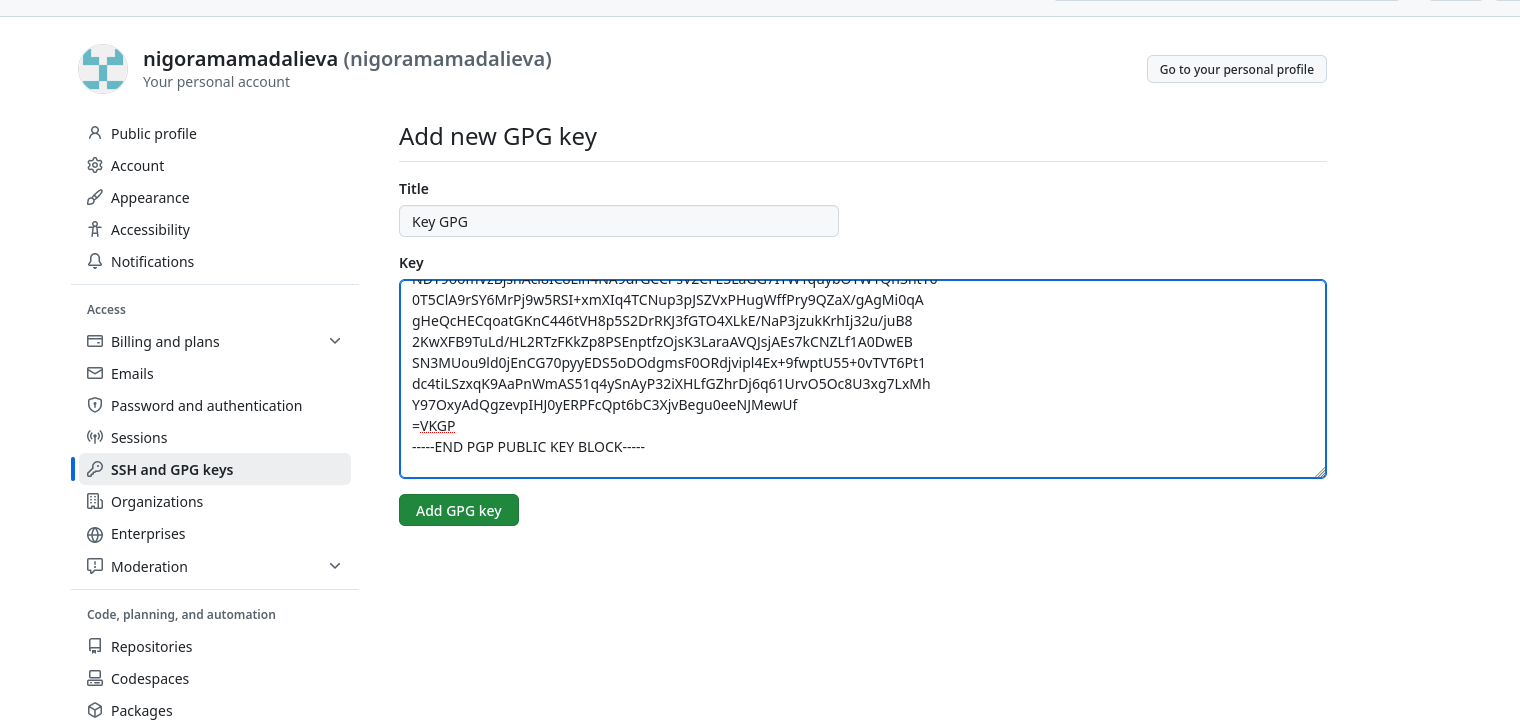 nigoramamadalieva (nigoramamadalieva)
Your personal account
Go to your personal profile
Public profile
Account
Appearance
Accessibility
Notifications
Access
Billing and plans
Emails
Password and authentication
Sessions
SSH and GPG keys
Organizations
Enterprises
Moderation
Code, planning, and automation
Repositories
Codespaces
Packages
Add new GPG key
Title
Key GPG
Key
0T5ClA9rSY6MrPj9w5RSI+xmXIq4TCNup3pJSZVxPHugWffPry9QZaX/gAgMi0qA
gHeQcHECqoatGKnC446tVH8p5S2DrRKJ3fGTO4XLkE/NaP3jzukKrhIj32u/juB8
2KwXFB9TuLd/HL2RTzFKkZp8PSEnptfzOjsK3LaraAVQJsjAEs7kCNZLf1A0DwEB
SN3MUou9ld0jEnCG70pyyEDS5oDOdgmsF0ORdjvipl4Ex+9fwptU55+0vTVT6Pt1
dc4tiLSzxqK9AaPnWmAS51q4ySnAyP32iXHLfGZhrDj6q61UrvO5Oc8U3xg7LxMh
Y97OxyAdQgzevpIHJ0yERPFcQpt6bC3XjvBegu0eeNJMewUf
=VKGP
-----END PGP PUBLIC KEY BLOCK-----
Add GPG key